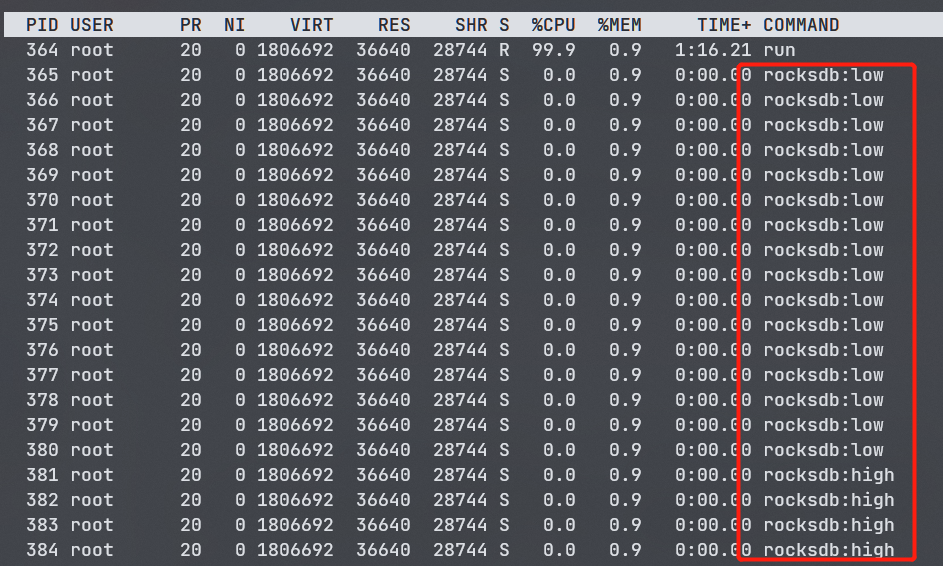 PID USER PR NI VIRT RES SHR S %CPU %MEM TIME+ COMMAND
364 root 20 0 1806692 36640 28744 R 99.9 0.9 1:16.21 run
365 root 20 0 1806692 36640 28744 S 0.0 0.9 0:00.00 rocksdb:low
366 root 20 0 1806692 36640 28744 S 0.0 0.9 0:00.00 rocksdb:low
367 root 20 0 1806692 36640 28744 S 0.0 0.9 0:00.00 rocksdb:low
368 root 20 0 1806692 36640 28744 S 0.0 0.9 0:00.00 rocksdb:low
369 root 20 0 1806692 36640 28744 S 0.0 0.9 0:00.00 rocksdb:low
370 root 20 0 1806692 36640 28744 S 0.0 0.9 0:00.00 rocksdb:low
371 root 20 0 1806692 36640 28744 S 0.0 0.9 0:00.00 rocksdb:low
372 root 20 0 1806692 36640 28744 S 0.0 0.9 0:00.00 rocksdb:low
373 root 20 0 1806692 36640 28744 S 0.0 0.9 0:00.00 rocksdb:low
374 root 20 0 1806692 36640 28744 S 0.0 0.9 0:00.00 rocksdb:low
375 root 20 0 1806692 36640 28744 S 0.0 0.9 0:00.00 rocksdb:low
376 root 20 0 1806692 36640 28744 S 0.0 0.9 0:00.00 rocksdb:low
377 root 20 0 1806692 36640 28744 S 0.0 0.9 0:00.00 rocksdb:low
378 root 20 0 1806692 36640 28744 S 0.0 0.9 0:00.00 rocksdb:low
379 root 20 0 1806692 36640 28744 S 0.0 0.9 0:00.00 rocksdb:low
380 root 20 0 1806692 36640 28744 S 0.0 0.9 0:00.00 rocksdb:low
381 root 20 0 1806692 36640 28744 S 0.0 0.9 0:00.00 rocksdb:high
382 root 20 0 1806692 36640 28744 S 0.0 0.9 0:00.00 rocksdb:high
383 root 20 0 1806692 36640 28744 S 0.0 0.9 0:00.00 rocksdb:high
384 root 20 0 1806692 36640 28744 S 0.0 0.9 0:00.00 rocksdb:high